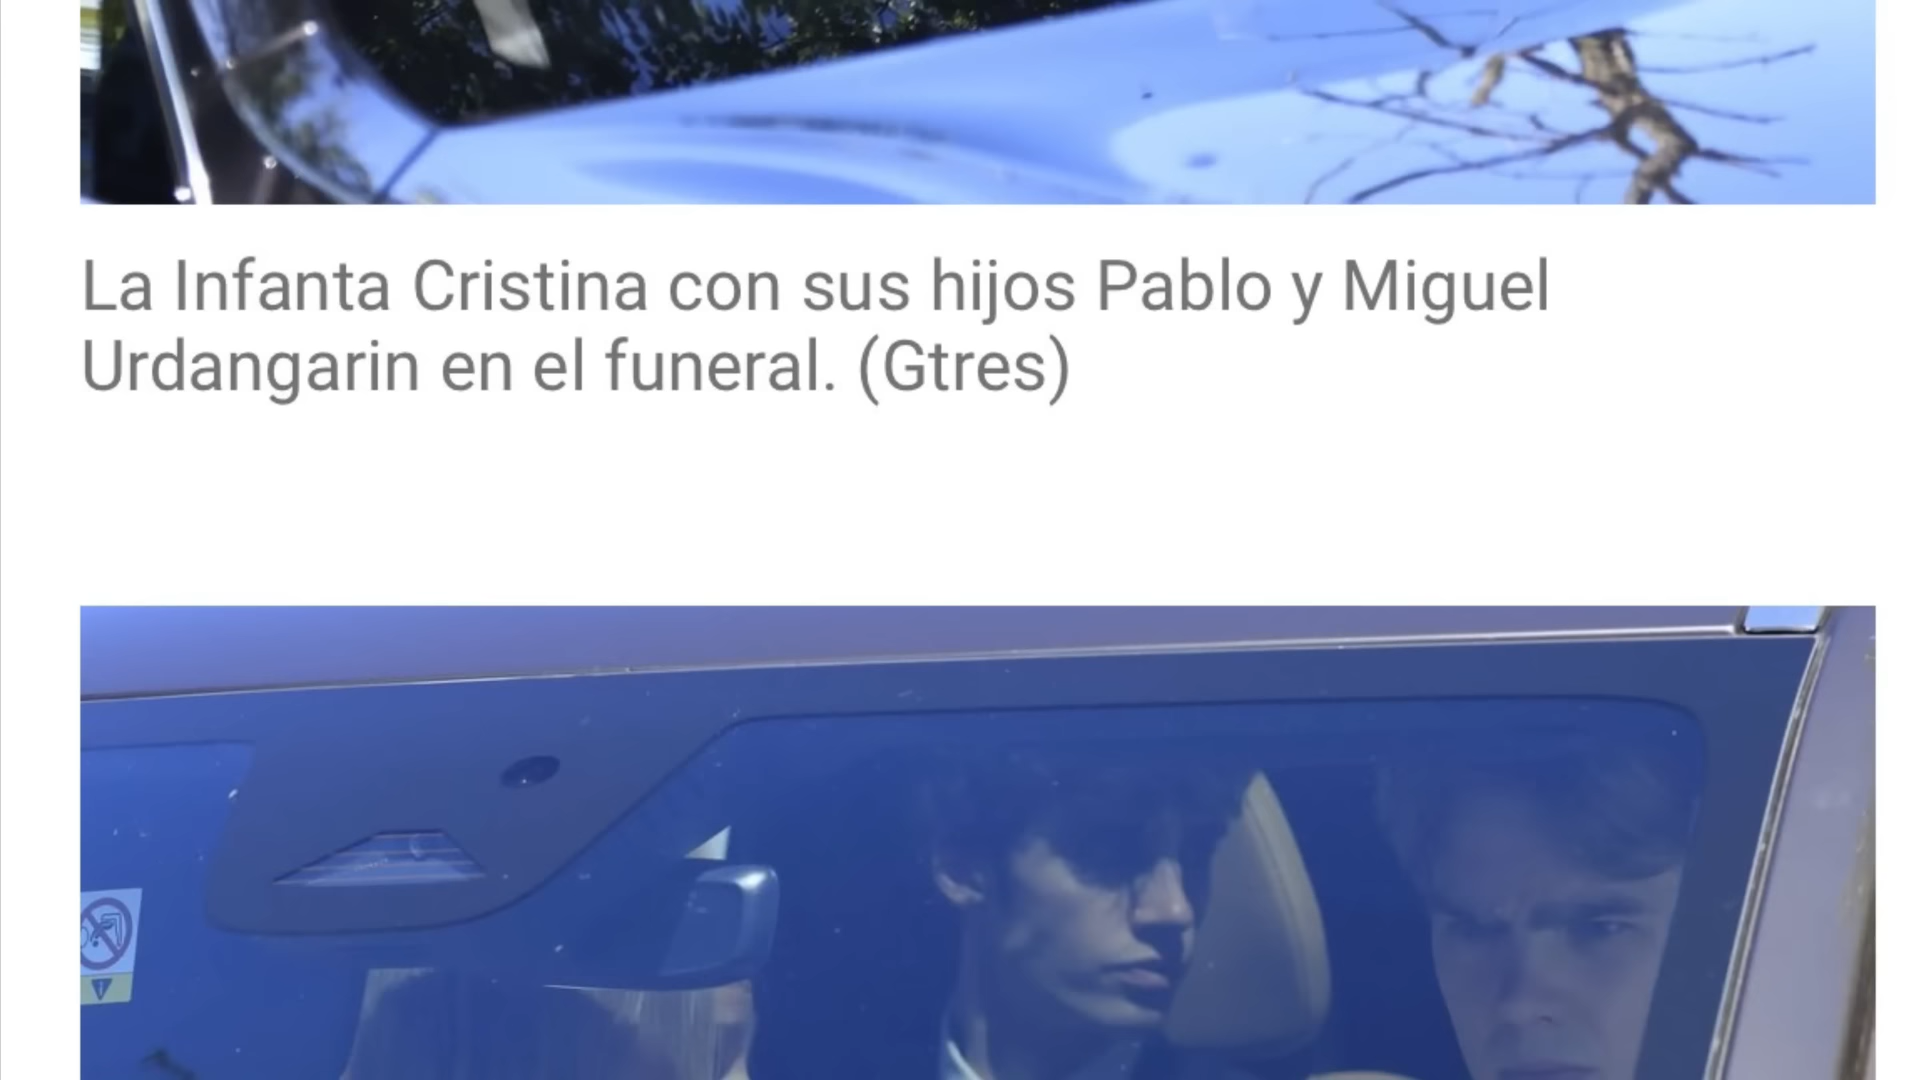 La Infanta Cristina con sus hijos Pablo y Miguel
Urdangarin en el funeral. (Gtres)